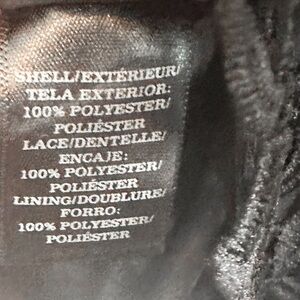 SHELL/EXTÉRIEUR/
TELA EXTERIOR:
100% POLYESTER/
POLIÉSTER
LACE/DENTELLE/
ENCAJE:
100% POLYESTER/
POLIÉSTER
LINING/DOUBLURE/
FORRO:
100% POLYESTER/
POLIÉSTER